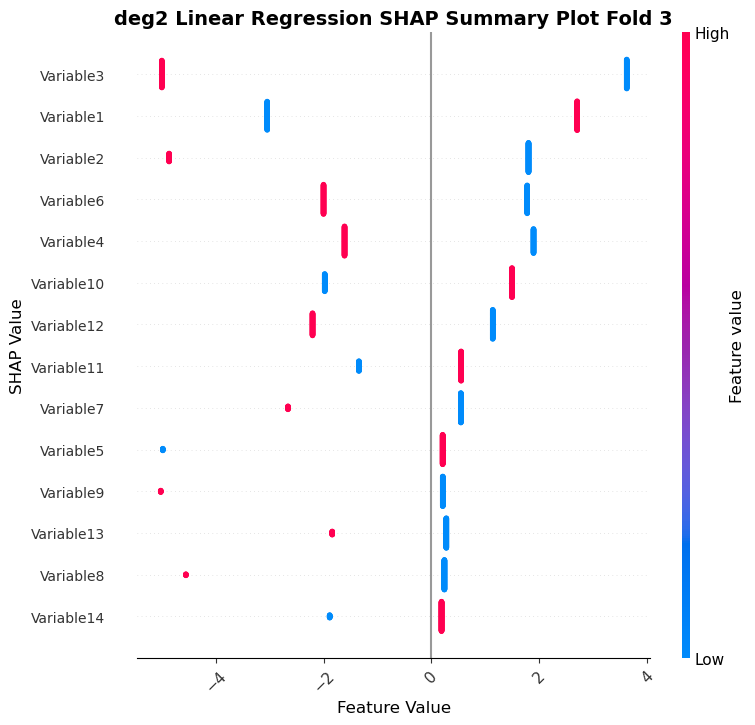 deg2 Linear Regression SHAP Summary Plot Fold 3
High
Variable3
Variable1
Variable2
Variable6
Variable4
Variable10
Variable12
Variable11
Variable7
Variable5
Variable9
Variable13
Variable8
Variable14
SHAP Value
Feature value
Low
−4
−2
0
2
4
Feature Value